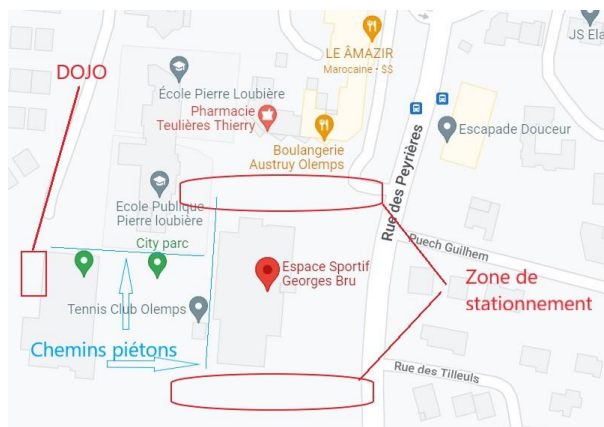 LE ÂMAZIR
Marocaine • $$
JS Ela
DOJO
École Pierre Loubière
Pharmacie
Teulières Thierry
Boulangerie
Austruy Olemps
Rue des Peyrières
Escapade Douceur
Ecole Publique
Pierre loubière
City parc
Puech Guilhem
Espace Sportif
Georges Bru
Zone de
stationnement
Tennis Club Olemps
Chemins piétons
Rue des Tilleuls